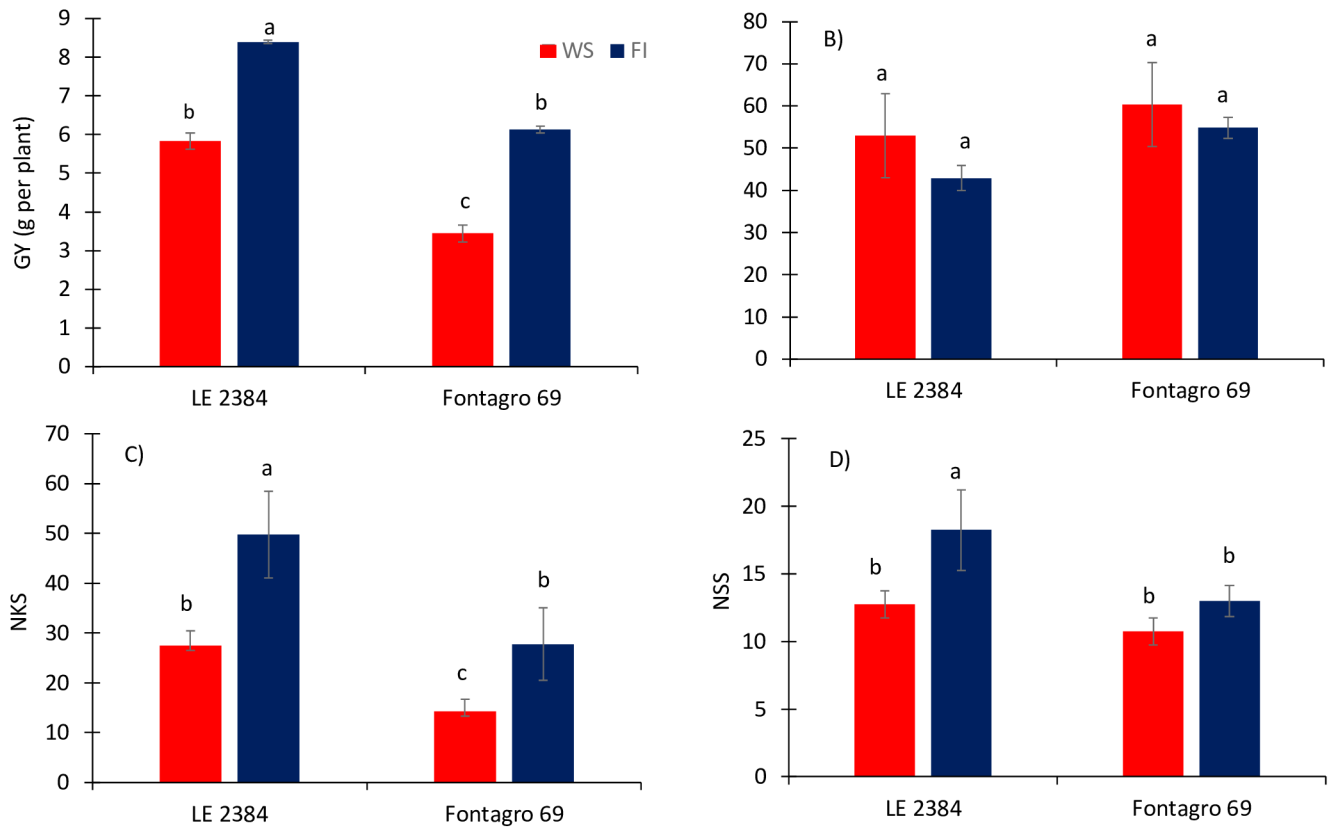 GY (g per plant)
9
8
7
6
5
4
3
2
1
0
b
a
c
b
WS FI
LE 2384 Fontagro 69
B)
80
70
60
50
40
30
20
10
0
a
a
a
a
LE 2384 Fontagro 69
C)
NKS
70
60
50
40
30
20
10
0
b
a
c
b
LE 2384 Fontagro 69
D)
NSS
25
20
15
10
5
0
b
a
b
b
LE 2384 Fontagro 69